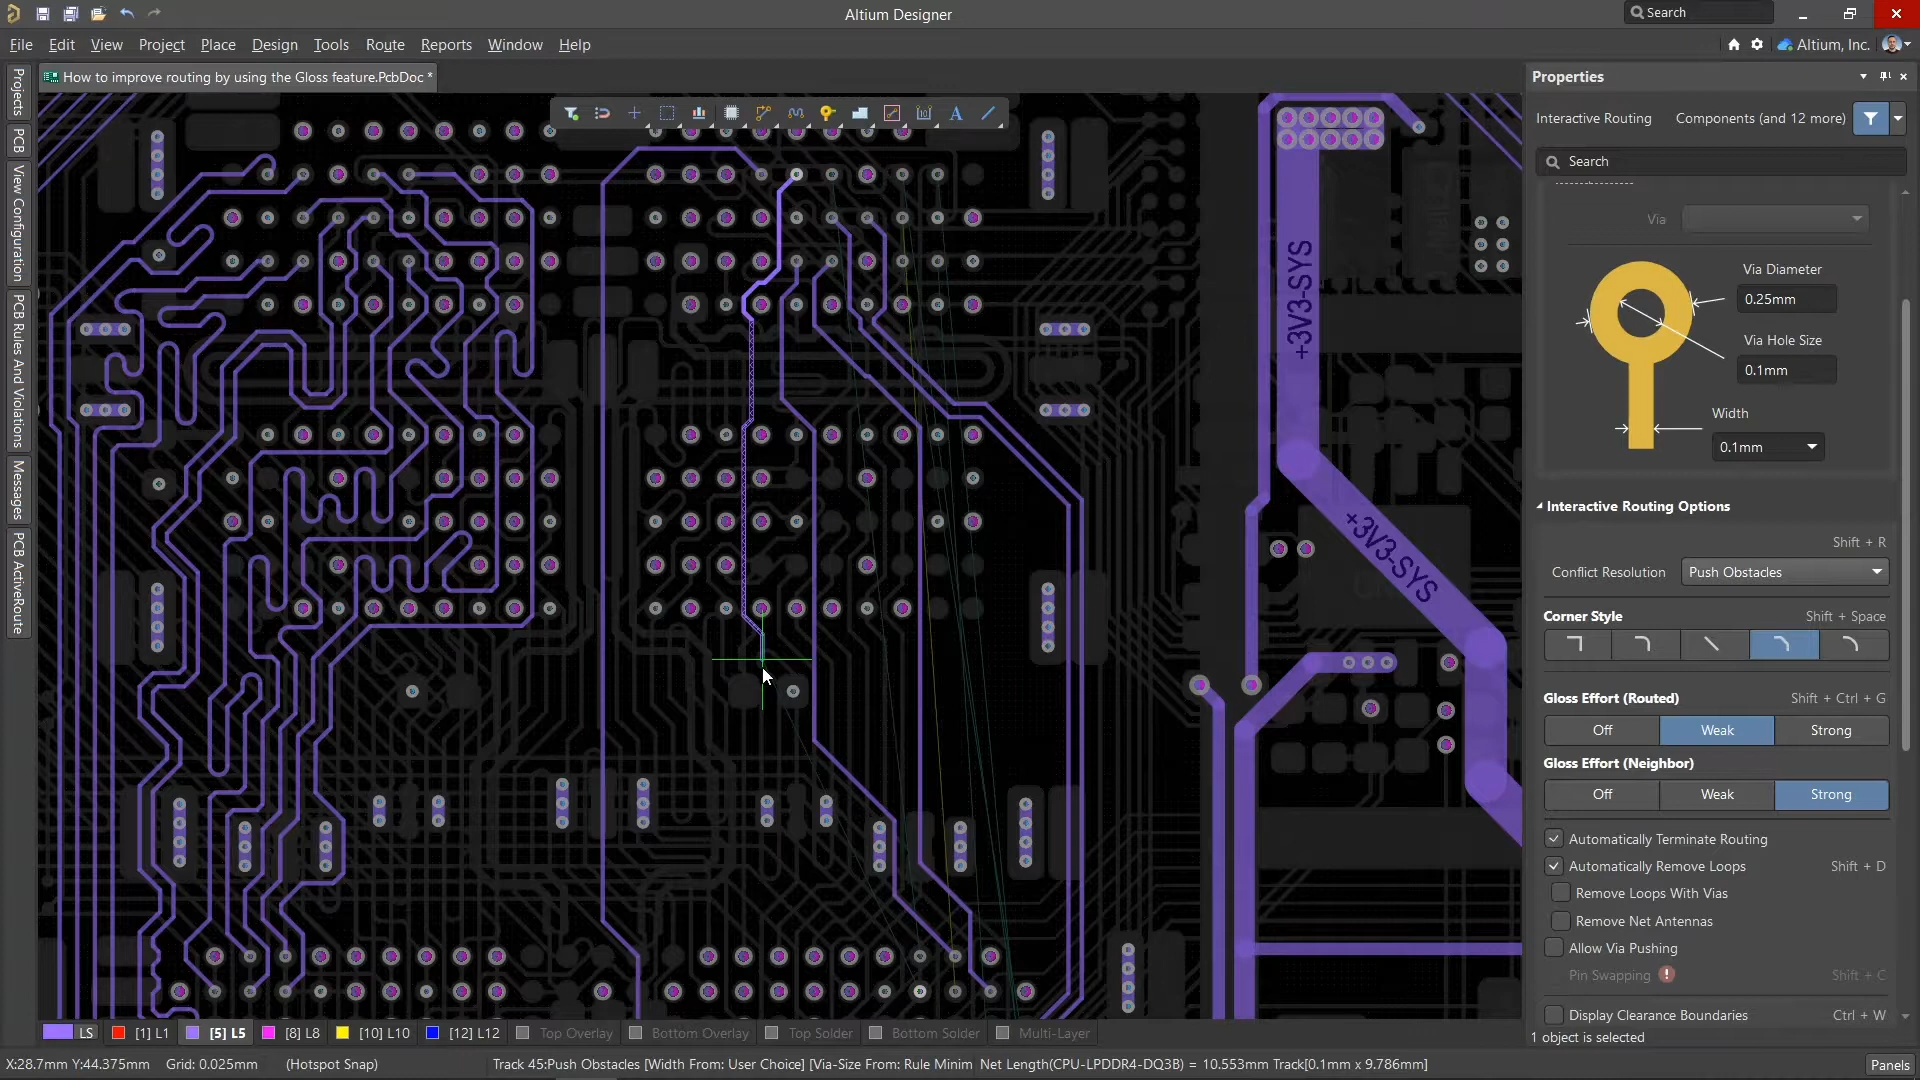 Altium Designer
Search
File Edit View Project Place Design Tools Route Reports Window Help
Altium, Inc.
How to improve routing by using the Gloss feature.PcbDoc *
Projects
PCB
View Configuration
PCB Rules And Violations
Messages
PCB ActiveRoute
+3V3-SYS
+3V3-SYS
Properties
Interactive Routing Components (and 12 more)
Search
Via
Via Diameter
0.25mm
Via Hole Size
0.1mm
Width
0.1mm
Interactive Routing Options
Shift + R
Conflict Resolution Push Obstacles
Corner Style Shift + Space
Gloss Effort (Routed) Shift + Ctrl + G
Off Weak Strong
Gloss Effort (Neighbor)
Off Weak Strong
Automatically Terminate Routing
Automatically Remove Loops Shift + D
Remove Loops With Vias
Remove Net Antennas
Allow Via Pushing
Pin Swapping Shift + C
Display Clearance Boundaries Ctrl + W
1 object is selected
LS [1] L1 [5] L5 [8] L8 [10] L10 [12] L12 Top Overlay Bottom Overlay Top Solder Bottom Solder Multi-Layer
X:28.7mm Y:44.375mm Grid: 0.025mm (Hotspot Snap) Track 45:Push Obstacles [Width From: User Choice] [Via-Size From: Rule Minim Net Length(CPU-LPDDR4-DQ3B) = 10.553mm Track[0.1mm x 9.786mm]
Panels